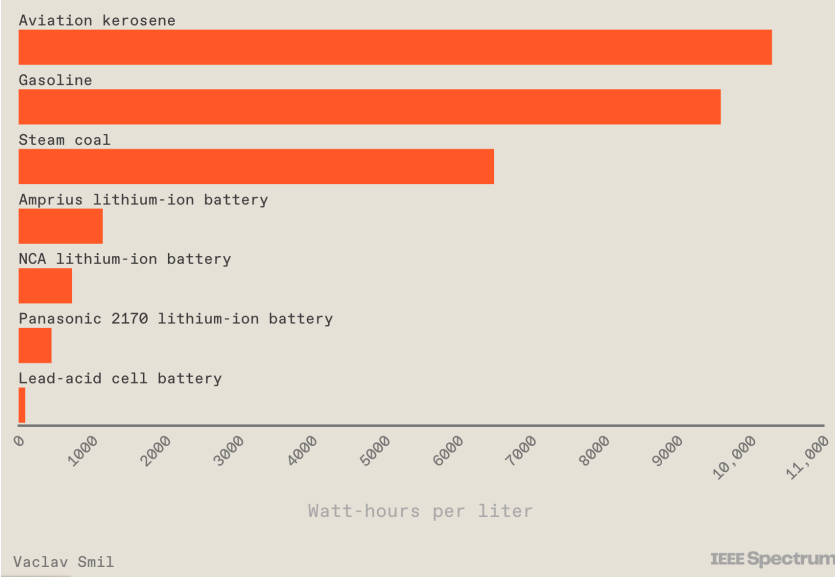 Aviation kerosene
Gasoline
Steam coal
Amprius lithium-ion battery
NCA lithium-ion battery
Panasonic 2170 lithium-ion battery
Lead-acid cell battery
0 1000 2000 3000 4000 5000 6000 7000 8000 9000 10,000 11,000
Watt-hours per liter
Vaclav Smil
IEEE Spectrum